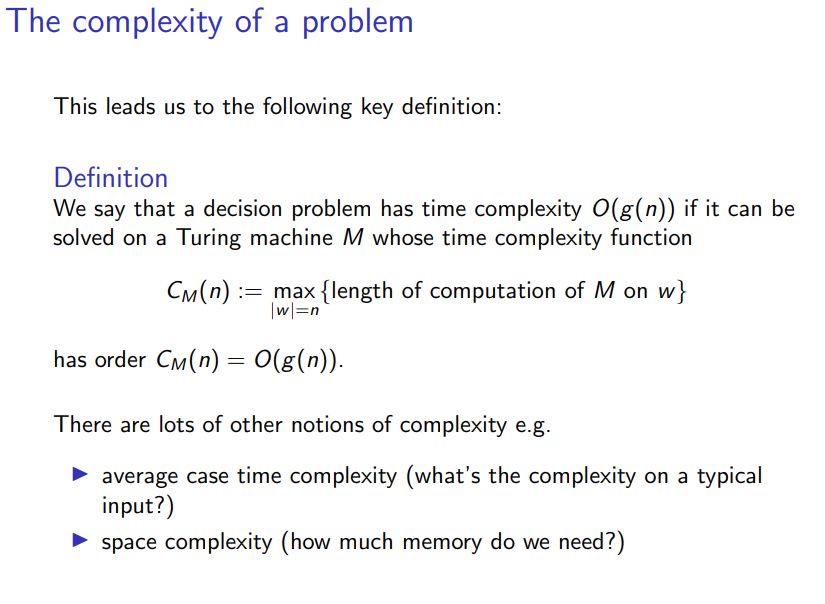 The complexity of a problem
This leads us to the following key definition:
Definition
We say that a decision problem has time complexity O(g(n)) if it can be
solved on a Turing machine M whose time complexity function
C_M(n) := max_{|w|=n} {length of computation of M on w}
has order C_M(n) = O(g(n)).
There are lots of other notions of complexity e.g.
▶ average case time complexity (what's the complexity on a typical
input?)
▶ space complexity (how much memory do we need?)